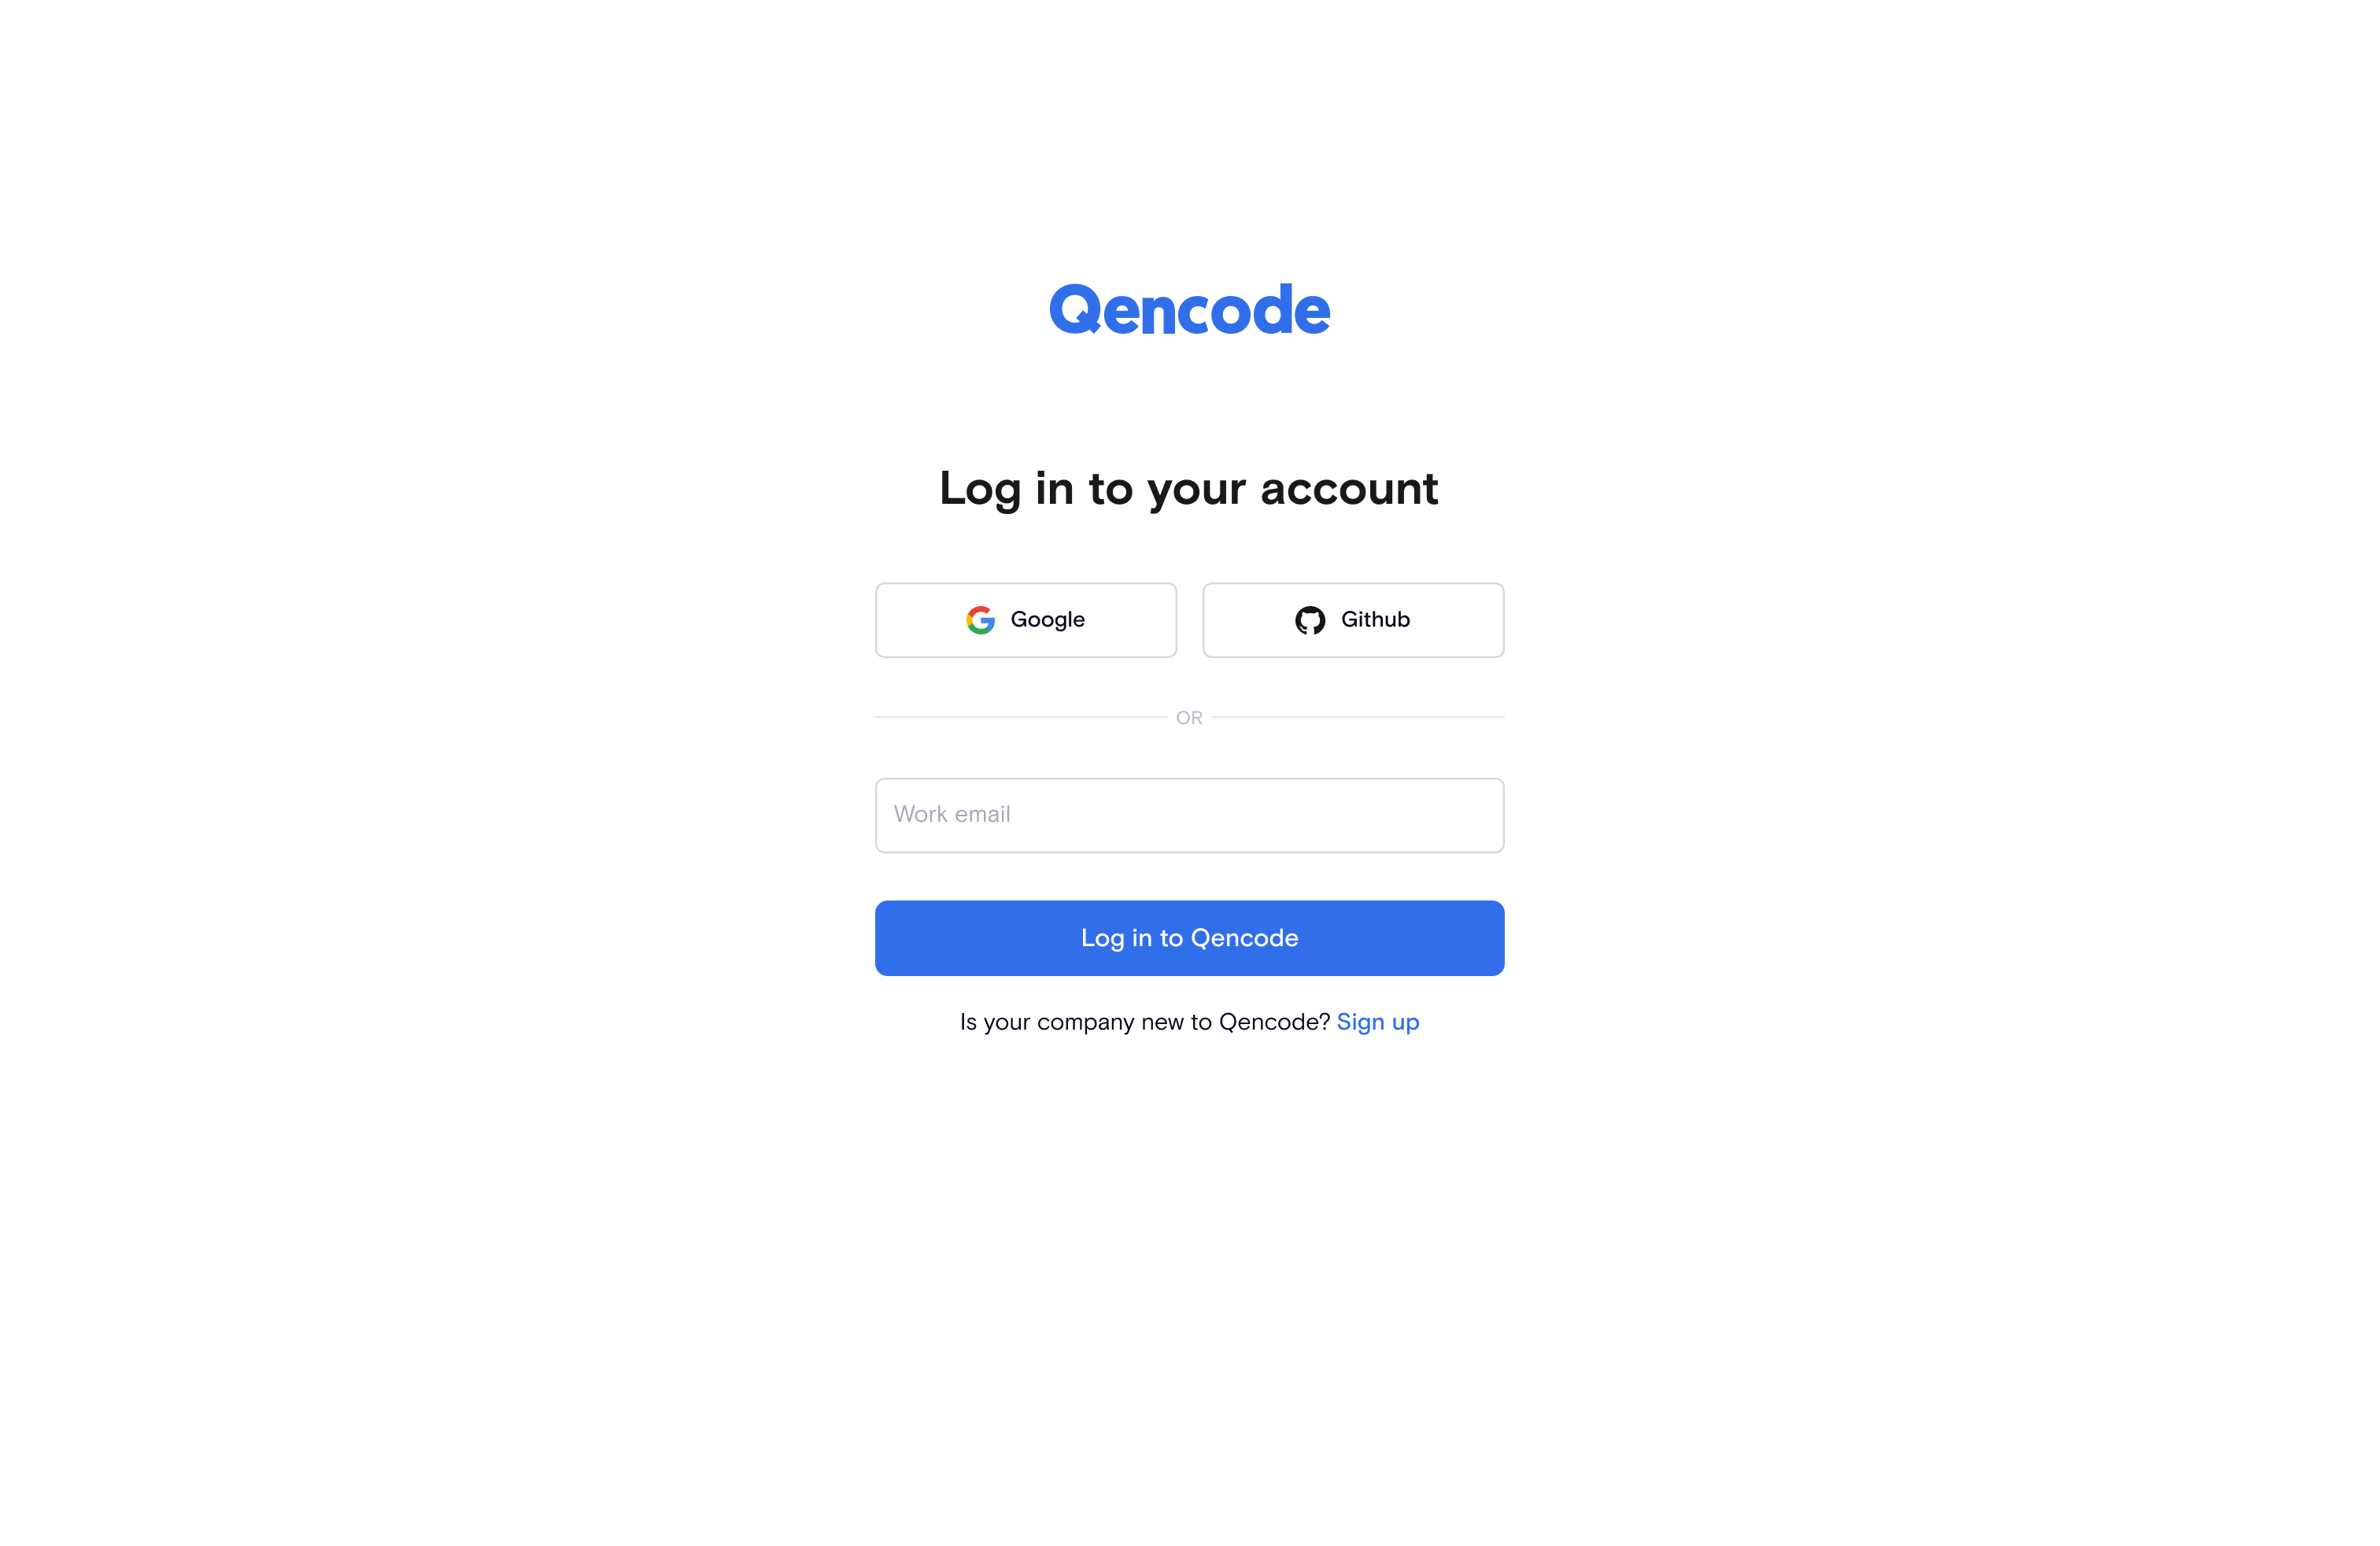 Qencode
Log in to your account
Google
Github
OR
Work email
Log in to Qencode
Is your company new to Qencode? Sign up